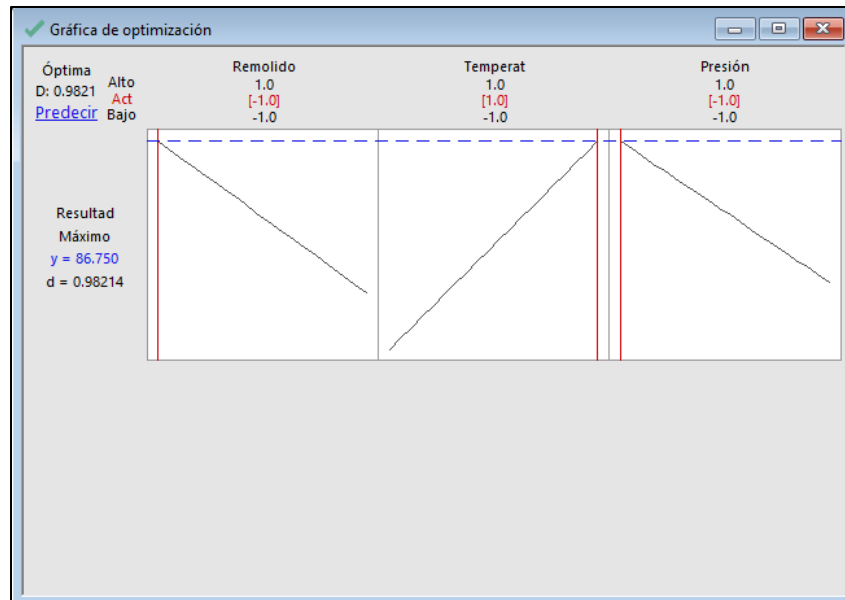 Gráfica de optimización
Óptima
D: 0.9821
Predecir
Alto
Act
Bajo
Remolido
1.0
[-1.0]
-1.0
Temperat
1.0
[1.0]
-1.0
Presión
1.0
[-1.0]
-1.0
Resultad
Máximo
y = 86.750
d = 0.98214